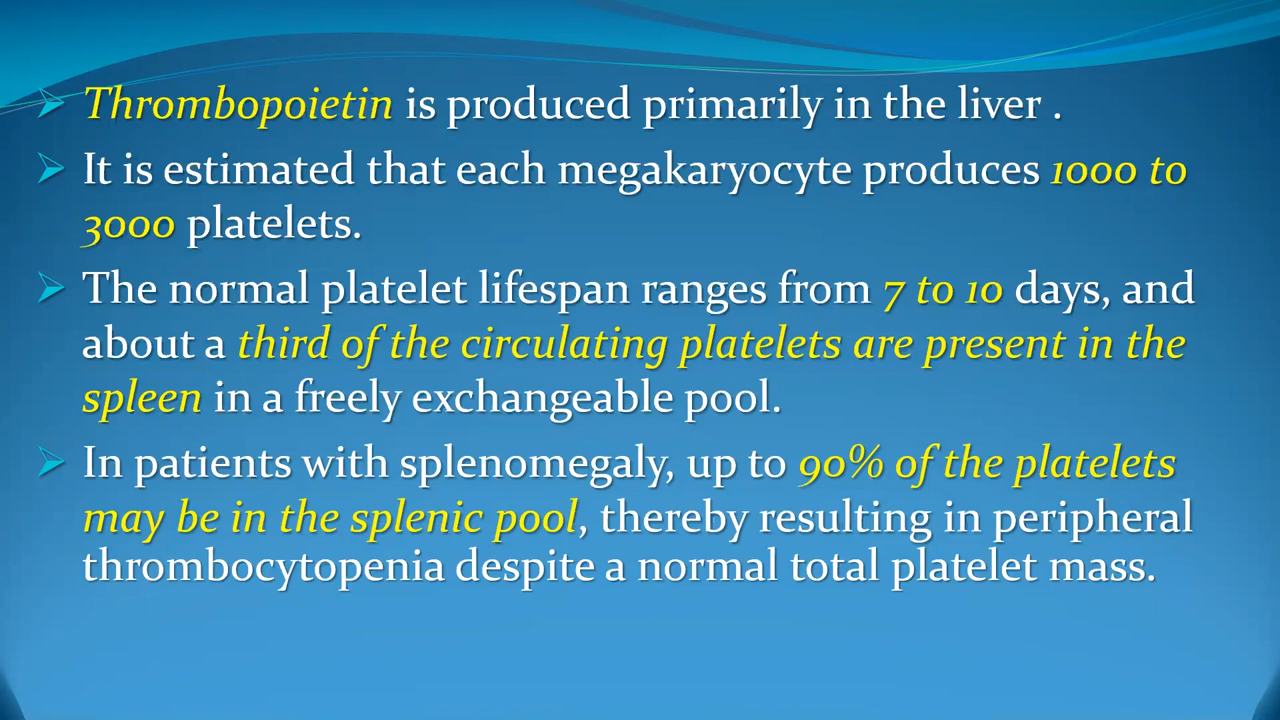 Thrombopoietin is produced primarily in the liver .
It is estimated that each megakaryocyte produces 1000 to
3000 platelets.
The normal platelet lifespan ranges from 7 to 10 days, and
about a third of the circulating platelets are present in the
spleen in a freely exchangeable pool.
In patients with splenomegaly, up to 90% of the platelets
may be in the splenic pool, thereby resulting in peripheral
thrombocytopenia despite a normal total platelet mass.